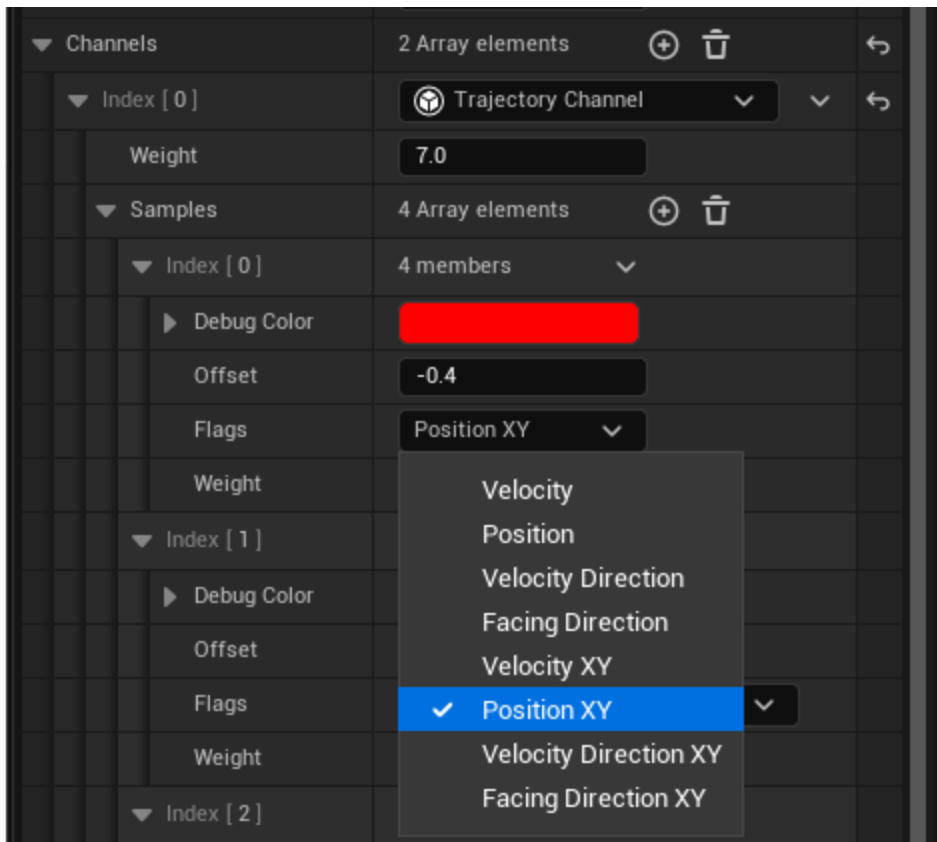 Channels 2 Array elements
Index [ 0 ] Trajectory Channel
Weight 7.0
Samples 4 Array elements
Index [ 0 ] 4 members
Debug Color
Offset -0.4
Flags Position XY
Weight
Velocity
Index [ 1 ]
Position
Velocity Direction
Debug Color
Facing Direction
Offset
Velocity XY
Flags
Position XY
Weight
Velocity Direction XY
Facing Direction XY
Index [ 2 ]